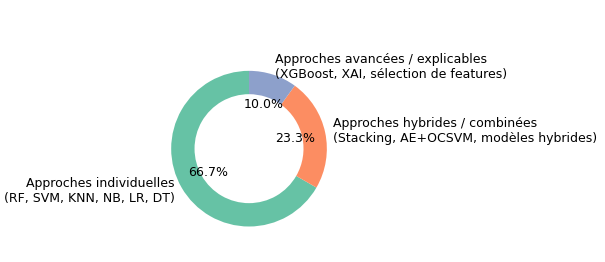 Approches avancées / explicables
(XGBoost, XAI, sélection de features)
10.0%
Approches hybrides / combinées
(Stacking, AE+OCSVM, modèles hybrides)
23.3%
66.7%
Approches individuelles
(RF, SVM, KNN, NB, LR, DT)